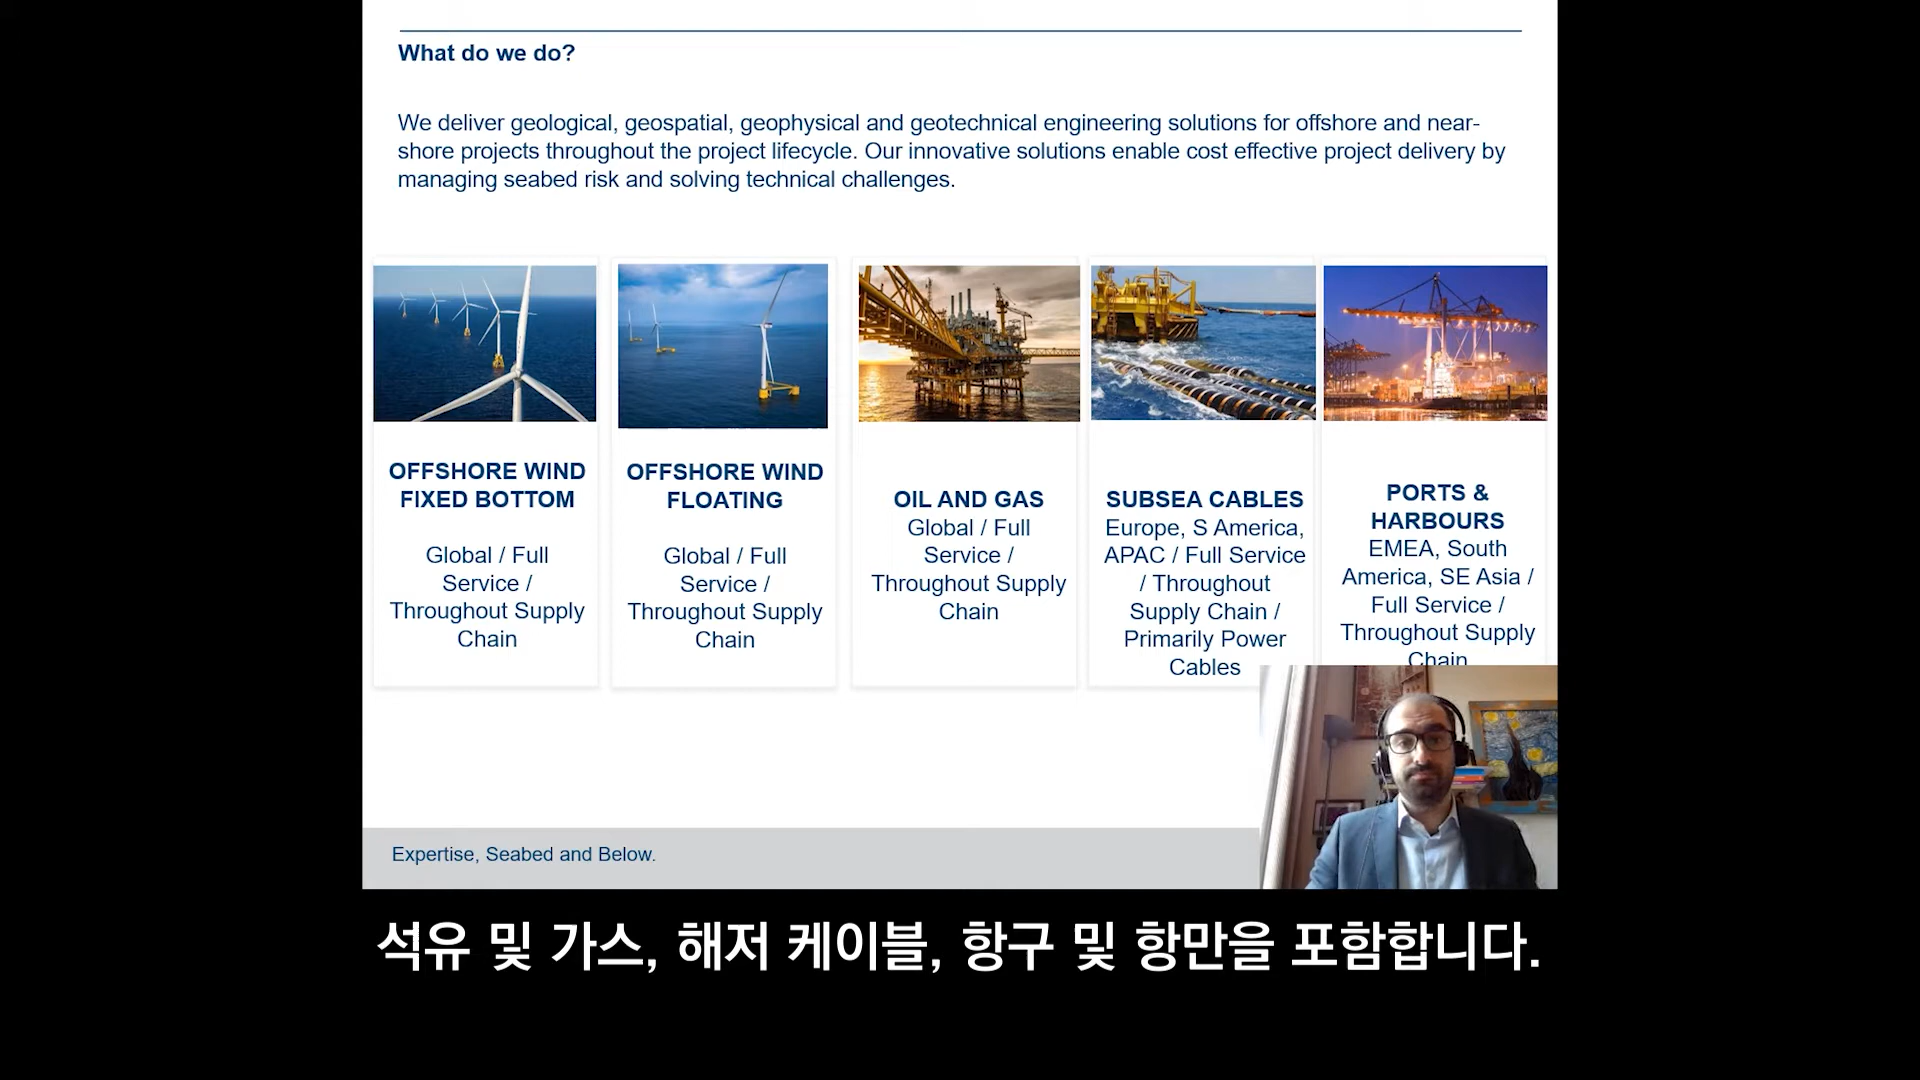 What do we do?
We deliver geological, geospatial, geophysical and geotechnical engineering solutions for offshore and near-
shore projects throughout the project lifecycle. Our innovative solutions enable cost effective project delivery by
managing seabed risk and solving technical challenges.
OFFSHORE WIND
FIXED BOTTOM
Global / Full
Service /
Throughout Supply
Chain
OFFSHORE WIND
FLOATING
Global / Full
Service /
Throughout Supply
Chain
OIL AND GAS
Global / Full
Service /
Throughout Supply
Chain
SUBSEA CABLES
Europe, S America,
APAC / Full Service
/ Throughout
Supply Chain /
Primarily Power
Cables
PORTS &
HARBOURS
EMEA, South
America, SE Asia /
Full Service /
Throughout Supply
Chain
Expertise, Seabed and Below.
석유 및 가스, 해저 케이블, 항구 및 항만을 포함합니다.